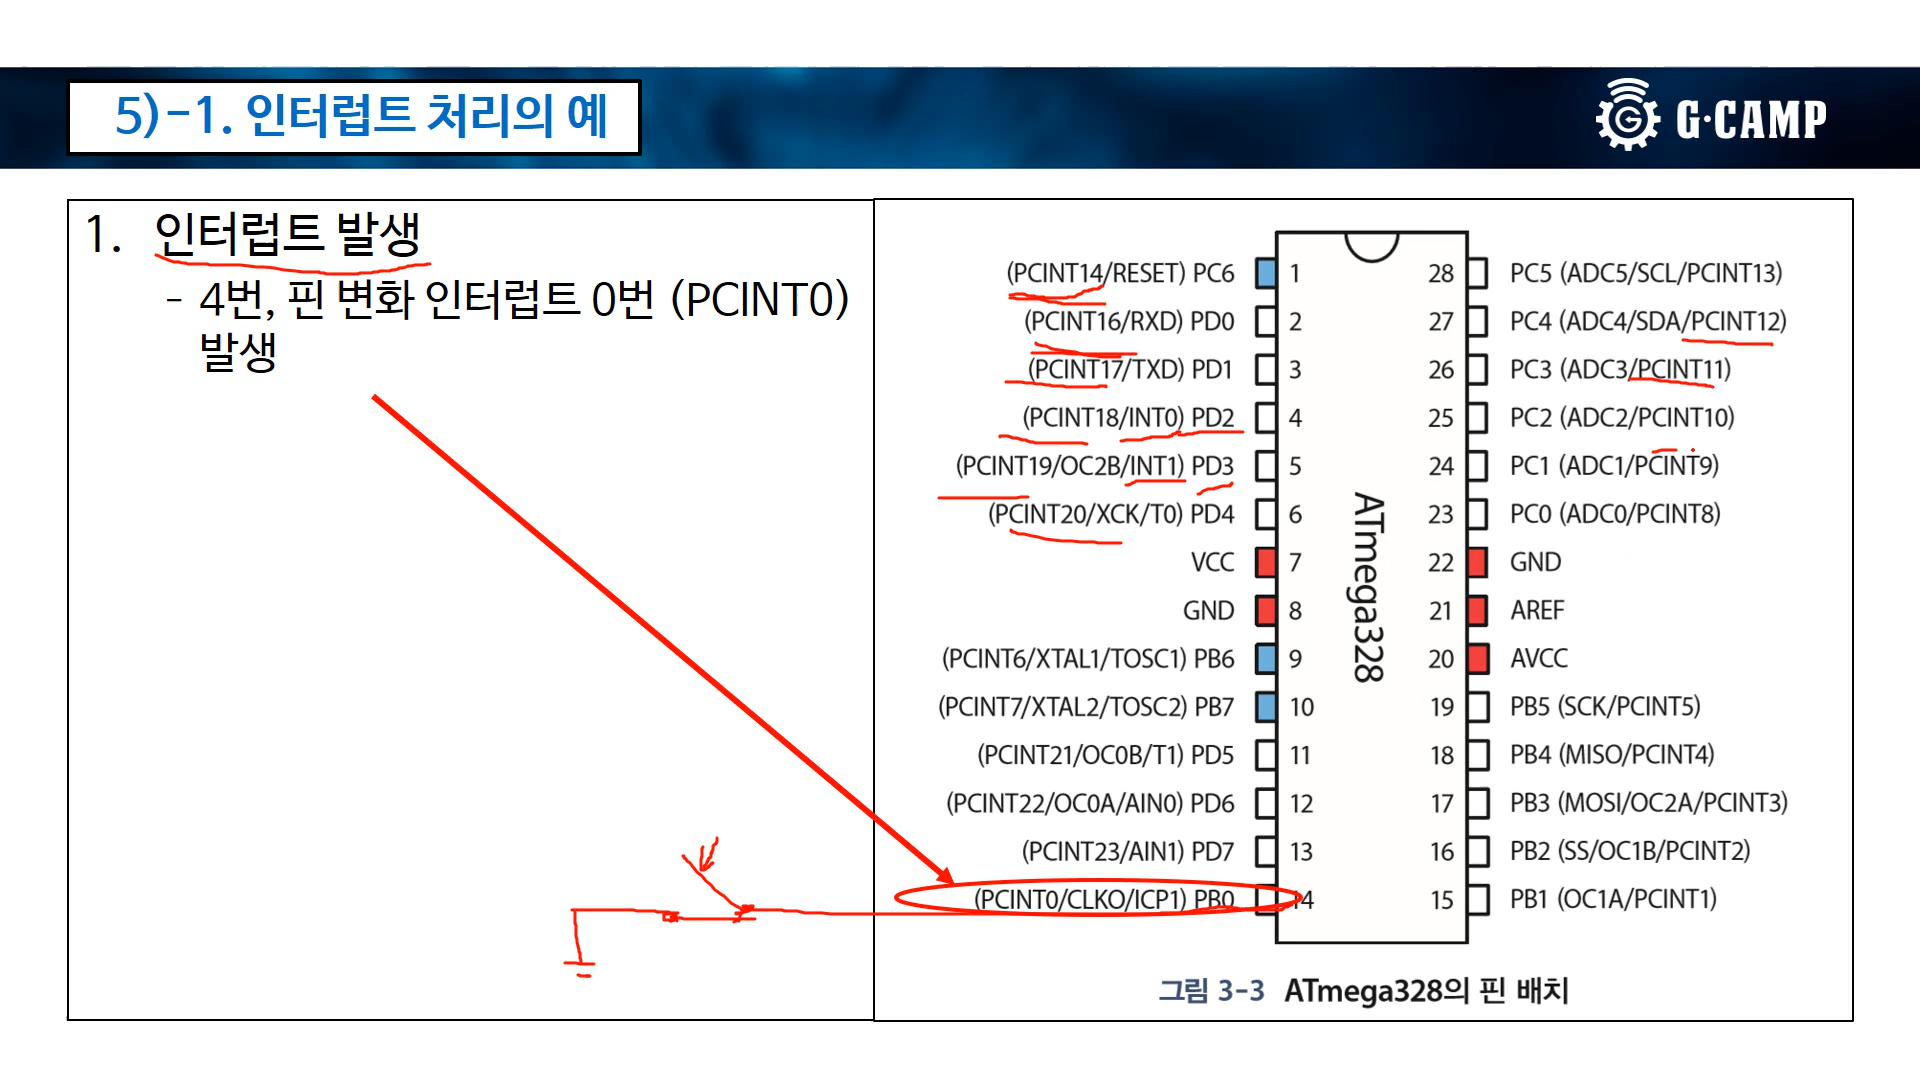 5)-1. 인터럽트 처리의 예
G·CAMP
1. 인터럽트 발생
- 4번, 핀 변화 인터럽트 0번 (PCINT0)
발생
(PCINT14/RESET) PC6 1 28 PC5 (ADC5/SCL/PCINT13)
(PCINT16/RXD) PD0 2 27 PC4 (ADC4/SDA/PCINT12)
(PCINT17/TXD) PD1 3 26 PC3 (ADC3/PCINT11)
(PCINT18/INT0) PD2 4 25 PC2 (ADC2/PCINT10)
(PCINT19/OC2B/INT1) PD3 5 24 PC1 (ADC1/PCINT9)
(PCINT20/XCK/T0) PD4 6 23 PC0 (ADC0/PCINT8)
VCC 7 22 GND
GND 8 21 AREF
(PCINT6/XTAL1/TOSC1) PB6 9 20 AVCC
(PCINT7/XTAL2/TOSC2) PB7 10 19 PB5 (SCK/PCINT5)
(PCINT21/OC0B/T1) PD5 11 18 PB4 (MISO/PCINT4)
(PCINT22/OC0A/AIN0) PD6 12 17 PB3 (MOSI/OC2A/PCINT3)
(PCINT23/AIN1) PD7 13 16 PB2 (SS/OC1B/PCINT2)
(PCINT0/CLKO/ICP1) PB0 14 15 PB1 (OC1A/PCINT1)
ATmega328
그림 3-3 ATmega328의 핀 배치